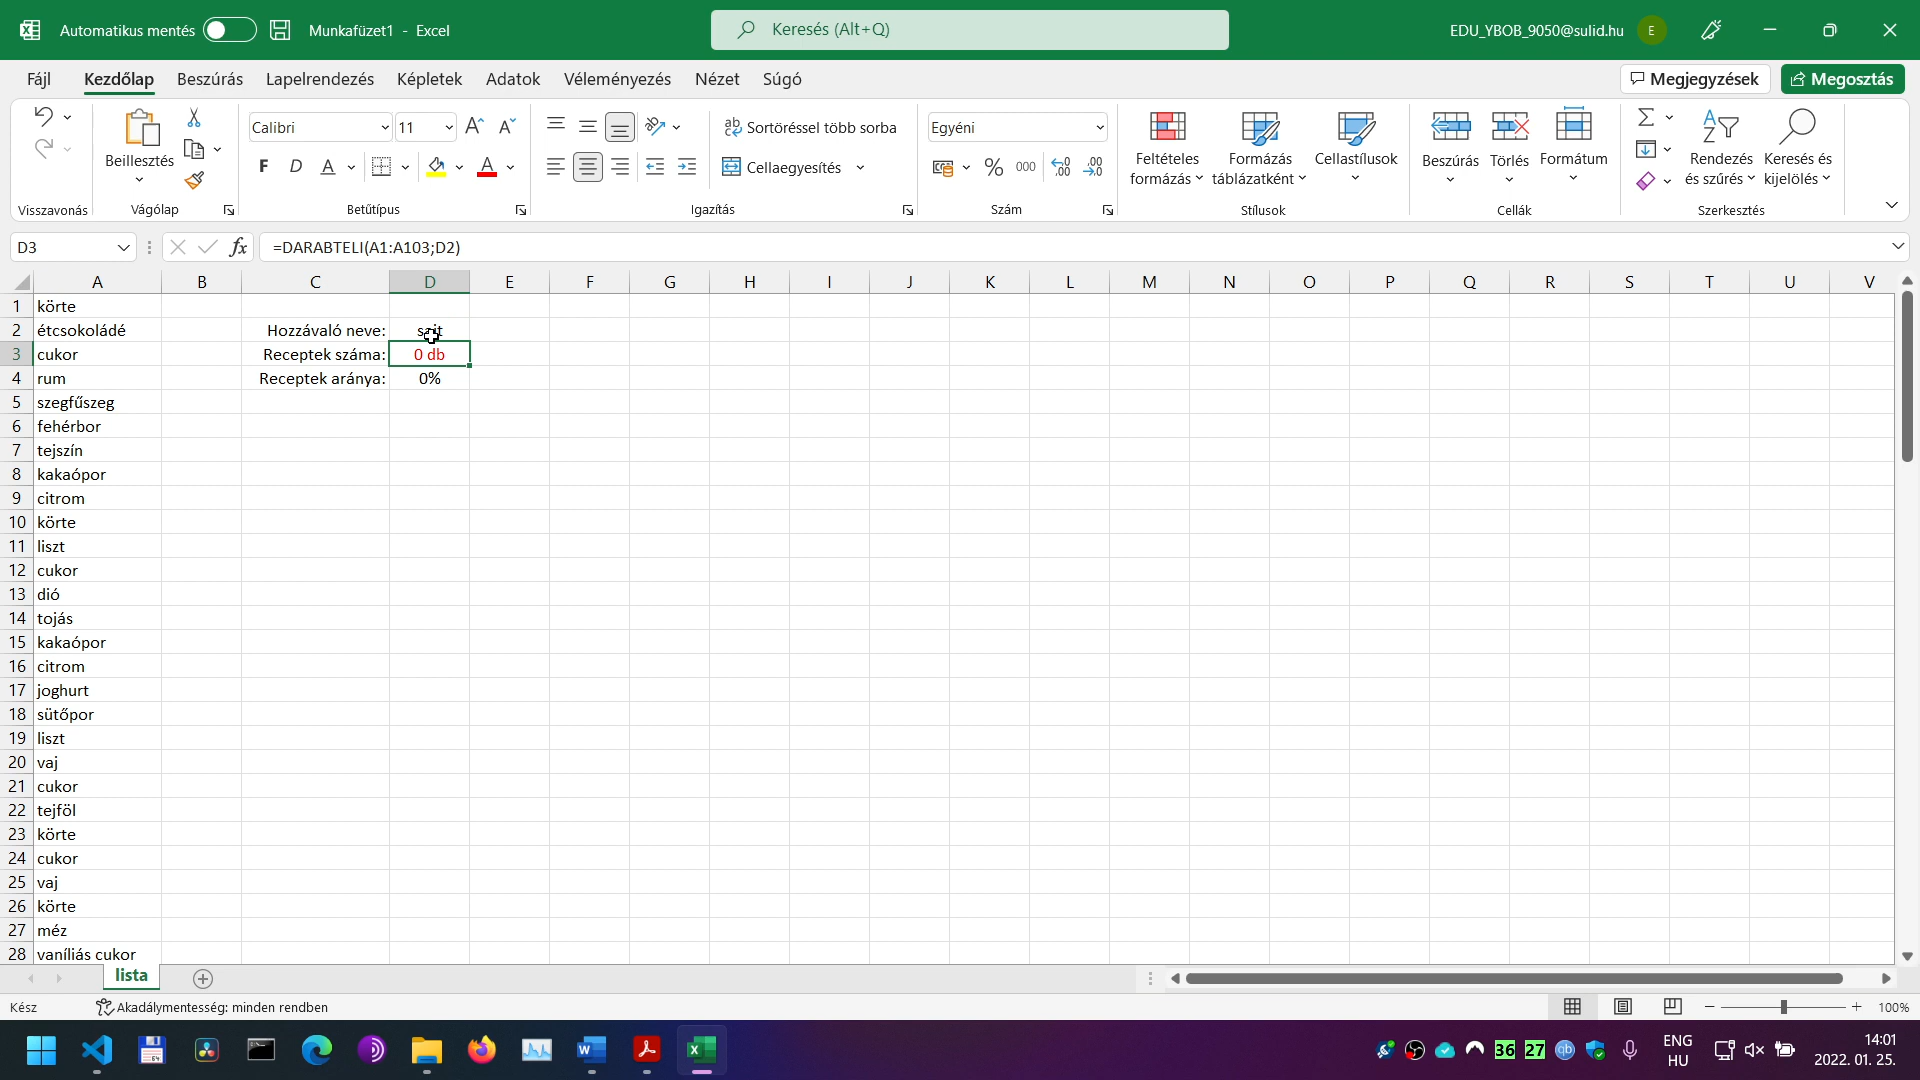 Automatikus mentés
Munkafüzet1 - Excel
Keresés (Alt+Q)
EDU_YBOB_9050@sulid.hu
E
Fájl
Kezdőlap
Beszúrás
Lapelrendezés
Képletek
Adatok
Véleményezés
Nézet
Súgó
Megjegyzések
Megosztás
Beillesztés
Calibri
11
F
D
A
A
Sortöréssel több sorba
Cellaegyesítés
Egyéni
%
000
Feltételes
formázás
Formázás
táblázatként
Cellastílusok
Beszúrás
Törlés
Formátum
Rendezés
és szűrés
Keresés és
kijelölés
Visszavonás
Vágólap
Betűtípus
Igazítás
Szám
Stílusok
Cellák
Szerkesztés
D3
fx
=DARABTELI(A1:A103;D2)
A B C D E F G H I J K L M N O P Q R S T U V
1 körte
2 étcsokoládé Hozzávaló neve:
3 cukor Receptek száma: 0 db
4 rum Receptek aránya: 0%
5 szegfűszeg
6 fehérbor
7 tejszín
8 kakaópor
9 citrom
10 körte
11 liszt
12 cukor
13 dió
14 tojás
15 kakaópor
16 citrom
17 joghurt
18 sütőpor
19 liszt
20 vaj
21 cukor
22 tejföl
23 körte
24 cukor
25 vaj
26 körte
27 méz
28 vaníliás cukor
lista
Kész
Akadálymentesség: minden rendben
100%
36
27
ENG
HU
14:01
2022. 01. 25.